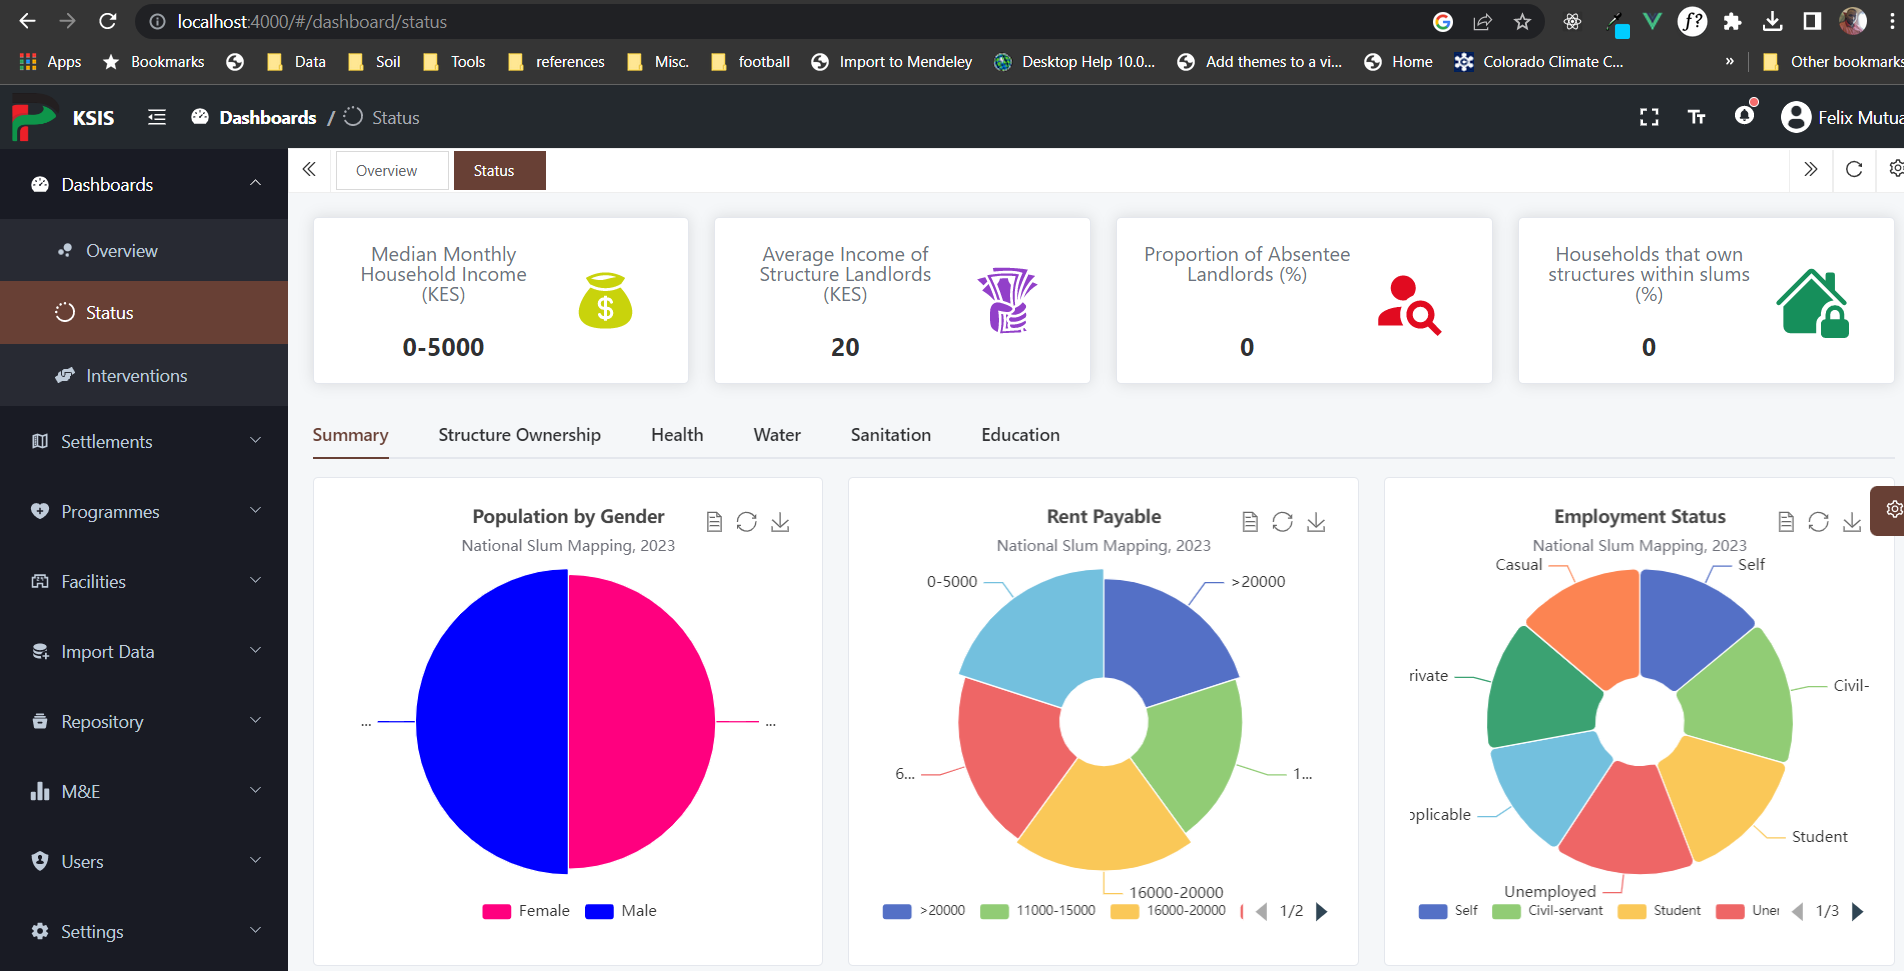 localhost:4000/#/dashboard/status
Apps Bookmarks Data Soil Tools references Misc. football Import to Mendeley Desktop Help 10.0... Add themes to a vi... Home Colorado Climate C... » Other bookmarks
KSIS Dashboards / Status Felix Mutua
Dashboards
Overview
Status
Interventions
Settlements
Programmes
Facilities
Import Data
Repository
M&E
Users
Settings
Overview Status
Median Monthly
Household Income
(KES)
0-5000
Average Income of
Structure Landlords
(KES)
20
Proportion of Absentee
Landlords (%)
0
Households that own
structures within slums
(%)
0
Summary Structure Ownership Health Water Sanitation Education
Population by Gender
National Slum Mapping, 2023
... ...
Female Male
Rent Payable
National Slum Mapping, 2023
0-5000 >20000
6... 1...
16000-20000
>20000 11000-15000 16000-20000 1/2
Employment Status
National Slum Mapping, 2023
Casual Self
rivate Civil-
pplicable Student
Unemployed
Self Civil-servant Student Uner 1/3